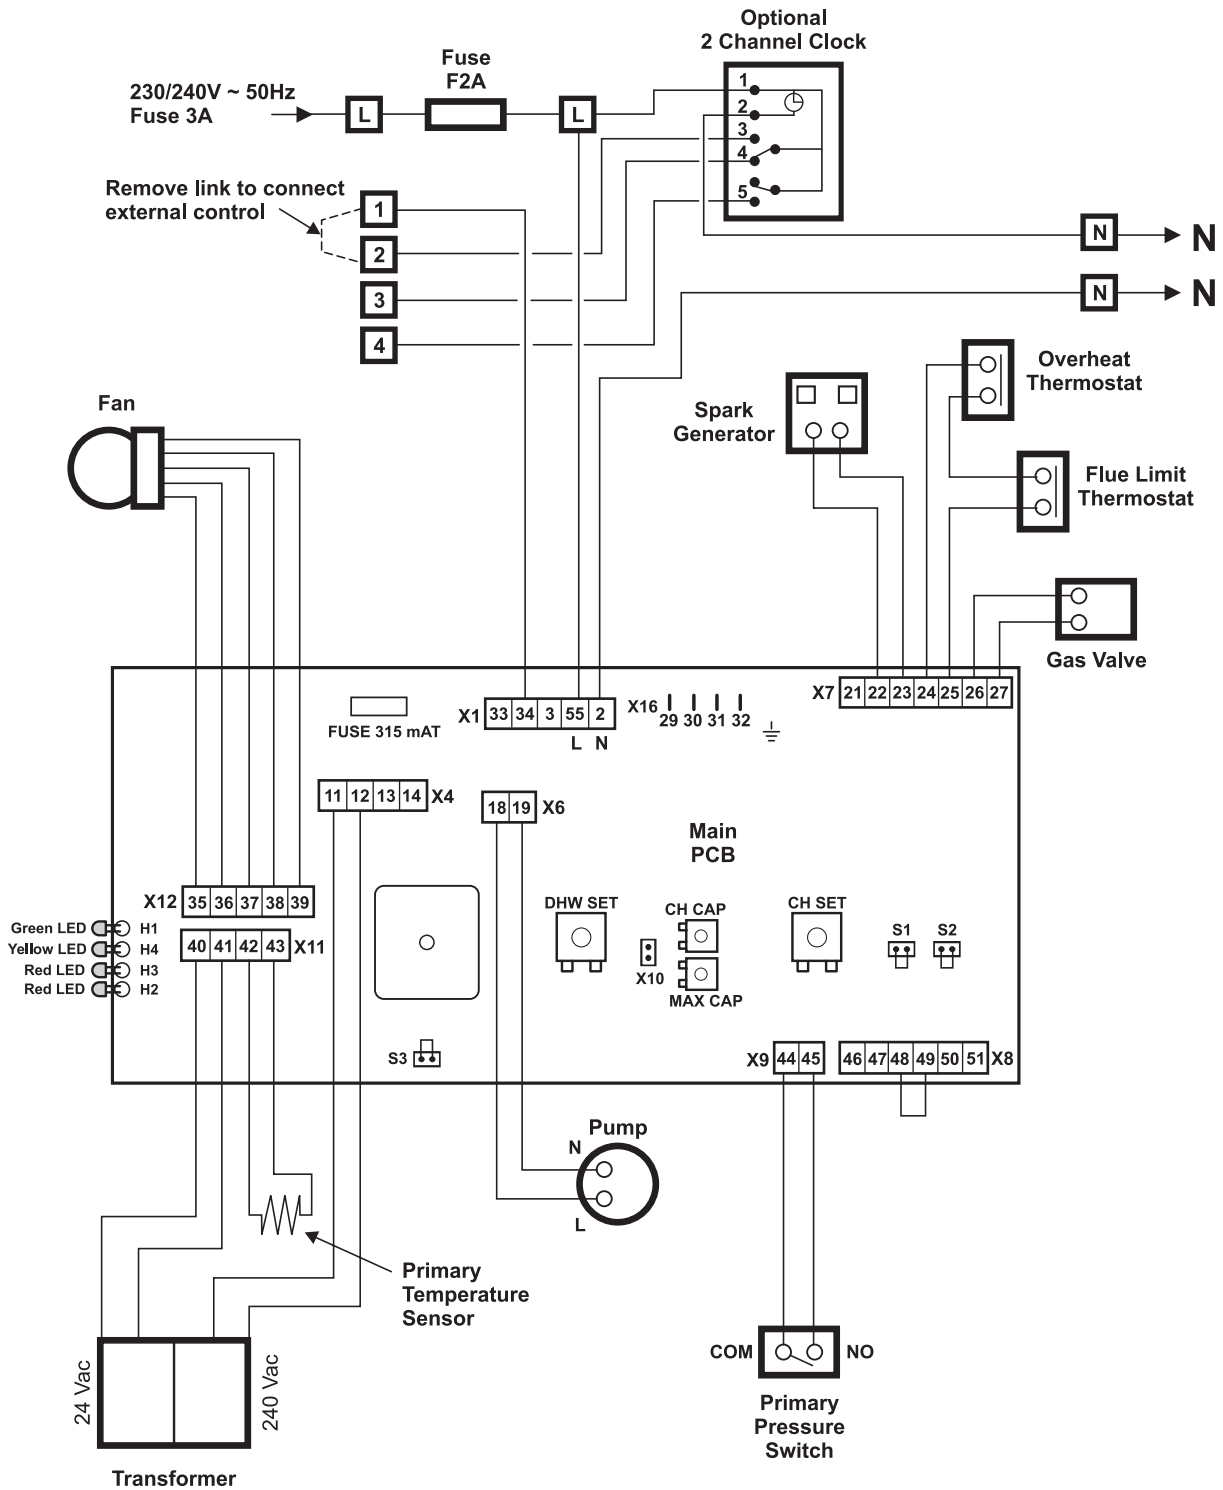 Optional
2 Channel Clock
Fuse
F2A
230/240V ~ 50Hz
Fuse 3A
L
L
1
2
3
4
5
Remove link to connect
external control
1
2
3
4
N
N
N
N
Overheat
Thermostat
Spark
Generator
Flue Limit
Thermostat
Gas Valve
Fan
FUSE 315 mAT
X1 33 34 3 55 2
L N
X16
29 30 31 32
X7 21 22 23 24 25 26 27
11 12 13 14 X4
18 19 X6
Main
PCB
X12 35 36 37 38 39
40 41 42 43 X11
Green LED H1
Yellow LED H4
Red LED H3
Red LED H2
DHW SET
CH CAP
X10
MAX CAP
CH SET
S1 S2
S3
X9 44 45
46 47 48 49 50 51 X8
Pump
N
L
Primary
Temperature
Sensor
24 Vac
240 Vac
Transformer
COM NO
Primary
Pressure
Switch